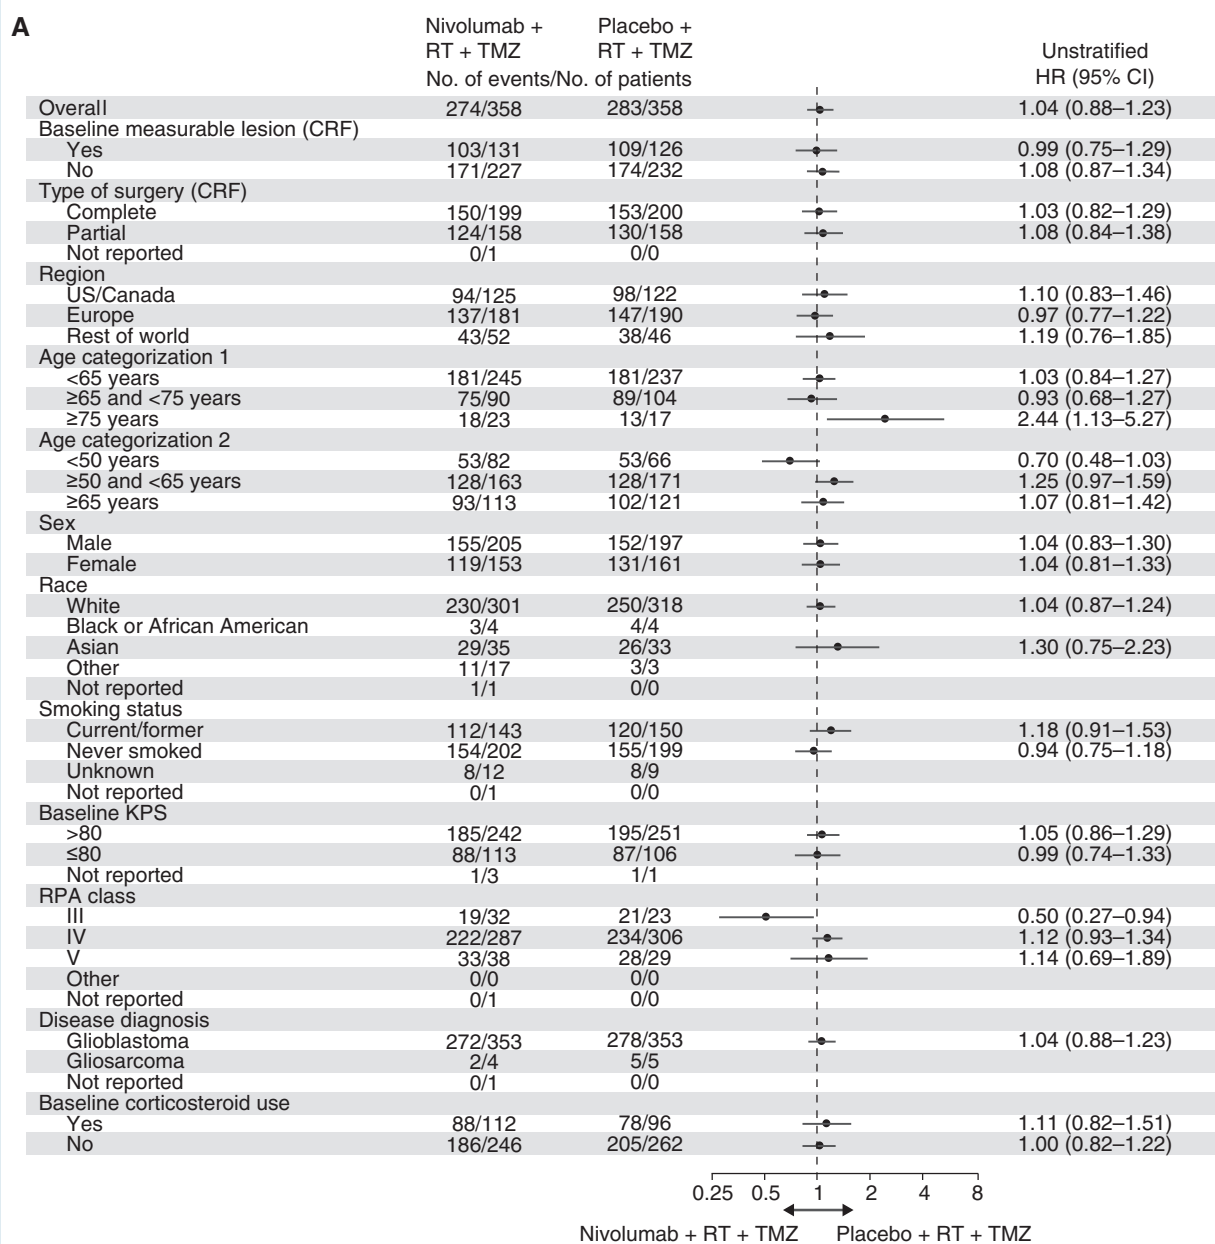 A
Nivolumab + Placebo +
RT + TMZ RT + TMZ Unstratified
No. of events/No. of patients HR (95% CI)
Overall 274/358 283/358 1.04 (0.88–1.23)
Baseline measurable lesion (CRF)
Yes 103/131 109/126 0.99 (0.75–1.29)
No 171/227 174/232 1.08 (0.87–1.34)
Type of surgery (CRF)
Complete 150/199 153/200 1.03 (0.82–1.29)
Partial 124/158 130/158 1.08 (0.84–1.38)
Not reported 0/1 0/0
Region
US/Canada 94/125 98/122 1.10 (0.83–1.46)
Europe 137/181 147/190 0.97 (0.77–1.22)
Rest of world 43/52 38/46 1.19 (0.76–1.85)
Age categorization 1
<65 years 181/245 181/237 1.03 (0.84–1.27)
≥65 and <75 years 75/90 89/104 0.93 (0.68–1.27)
≥75 years 18/23 13/17 2.44 (1.13–5.27)
Age categorization 2
<50 years 53/82 53/66 0.70 (0.48–1.03)
≥50 and <65 years 128/163 128/171 1.25 (0.97–1.59)
≥65 years 93/113 102/121 1.07 (0.81–1.42)
Sex
Male 155/205 152/197 1.04 (0.83–1.30)
Female 119/153 131/161 1.04 (0.81–1.33)
Race
White 230/301 250/318 1.04 (0.87–1.24)
Black or African American 3/4 4/4
Asian 29/35 26/33 1.30 (0.75–2.23)
Other 11/17 3/3
Not reported 1/1 0/0
Smoking status
Current/former 112/143 120/150 1.18 (0.91–1.53)
Never smoked 154/202 155/199 0.94 (0.75–1.18)
Unknown 8/12 8/9
Not reported 0/1 0/0
Baseline KPS
>80 185/242 195/251 1.05 (0.86–1.29)
≤80 88/113 87/106 0.99 (0.74–1.33)
Not reported 1/3 1/1
RPA class
III 19/32 21/23 0.50 (0.27–0.94)
IV 222/287 234/306 1.12 (0.93–1.34)
V 33/38 28/29 1.14 (0.69–1.89)
Other 0/0 0/0
Not reported 0/1 0/0
Disease diagnosis
Glioblastoma 272/353 278/353 1.04 (0.88–1.23)
Gliosarcoma 2/4 5/5
Not reported 0/1 0/0
Baseline corticosteroid use
Yes 88/112 78/96 1.11 (0.82–1.51)
No 186/246 205/262 1.00 (0.82–1.22)
0.25 0.5 1 2 4 8
Nivolumab + RT + TMZ Placebo + RT + TMZ